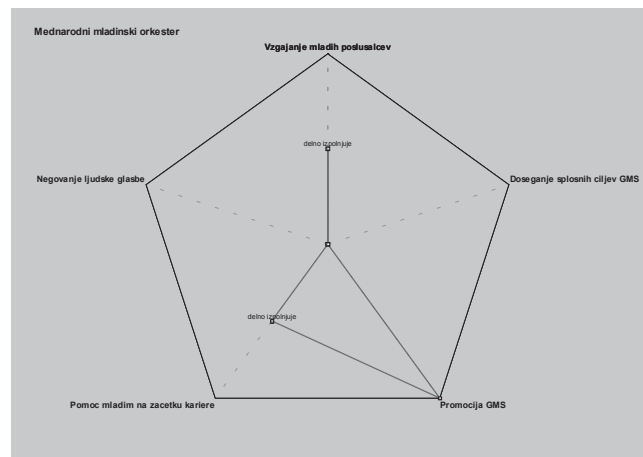 Mednarodni mladinski orkester
Vzgajanje mladih poslusalcev
delno izpolnjuje
Negovanje ljudske glasbe
Doseganje splosnih ciljev GMS
delno izpolnjuje
Pomoc mladim na zacetku kariere
Promocija GMS